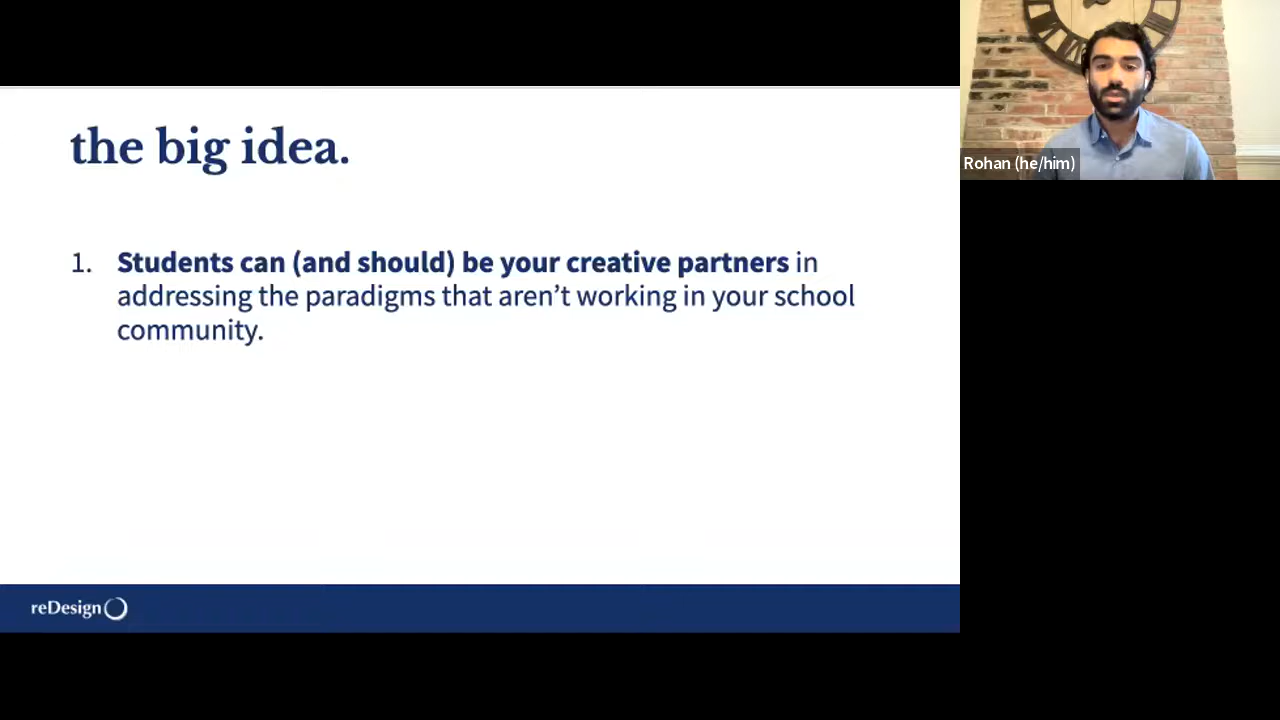 the big idea.
1. Students can (and should) be your creative partners in
addressing the paradigms that aren’t working in your school
community.
reDesign
Rohan (he/him)